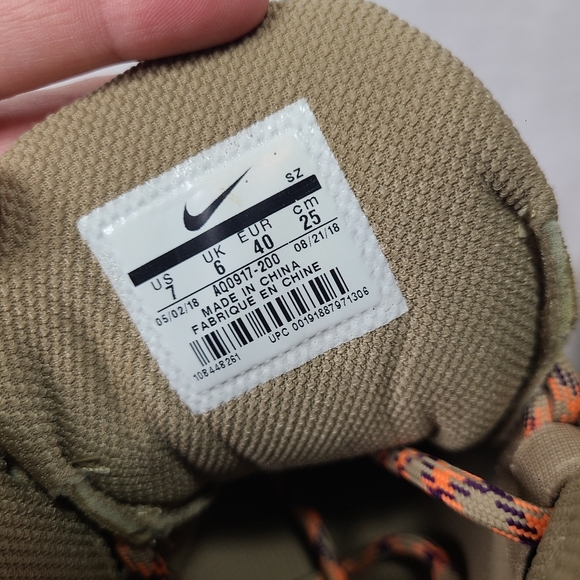 SZ
US UK EUR cm
7 6 40 25
05/02/18 AQ0917-200 08/21/18
MADE IN CHINA
FABRIQUE EN CHINE
UPC 00191887971306
108448261